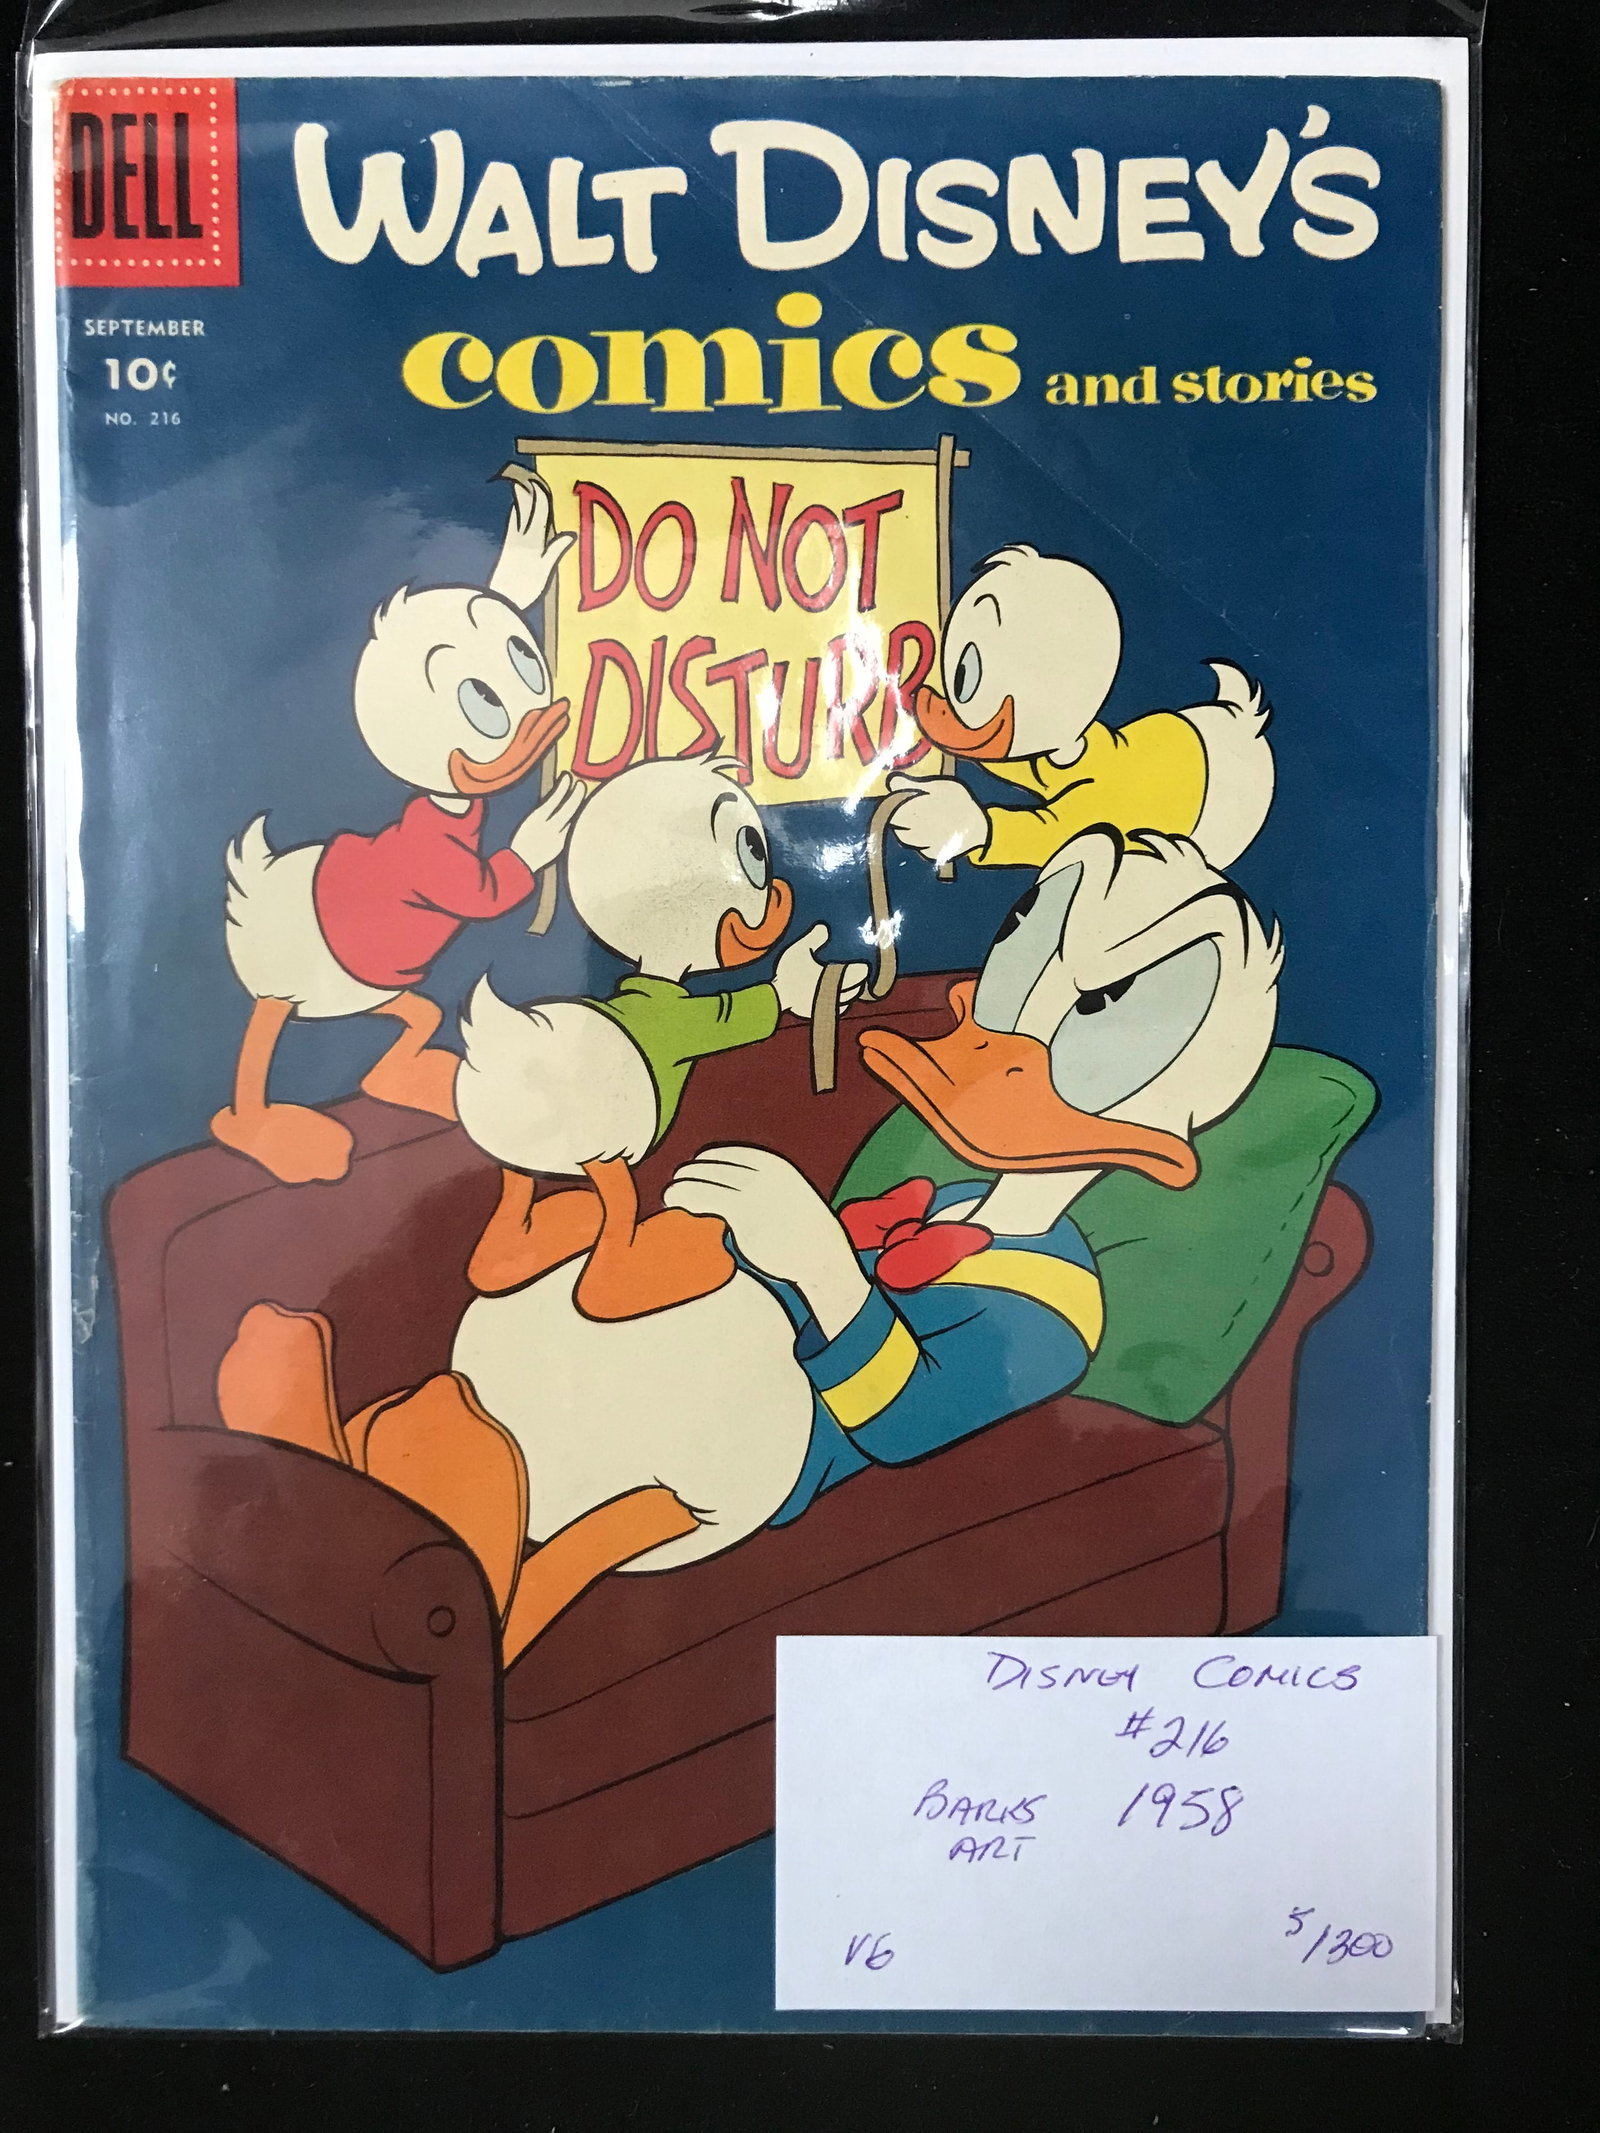 DELL
WALT DISNEY'S
comics and stories
SEPTEMBER
10¢
NO. 216
DO NOT
DISTURB
DISNEY COMICS
#216
BARKS 1958
ART
VG
5/1300